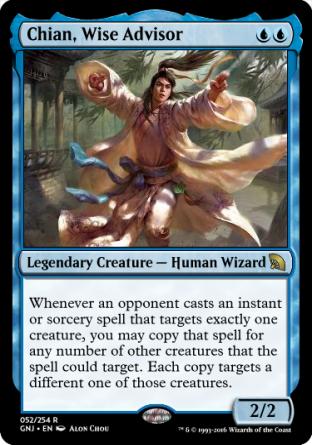 Chian, Wise Advisor
Legendary Creature — Human Wizard
Whenever an opponent casts an instant
or sorcery spell that targets exactly one
creature, you may copy that spell for
any number of other creatures that the
spell could target. Each copy targets a
different one of those creatures.
052/254 R
GNJ • EN Alon Chou
™ & © 1993-2016 Wizards of the Coast
2/2